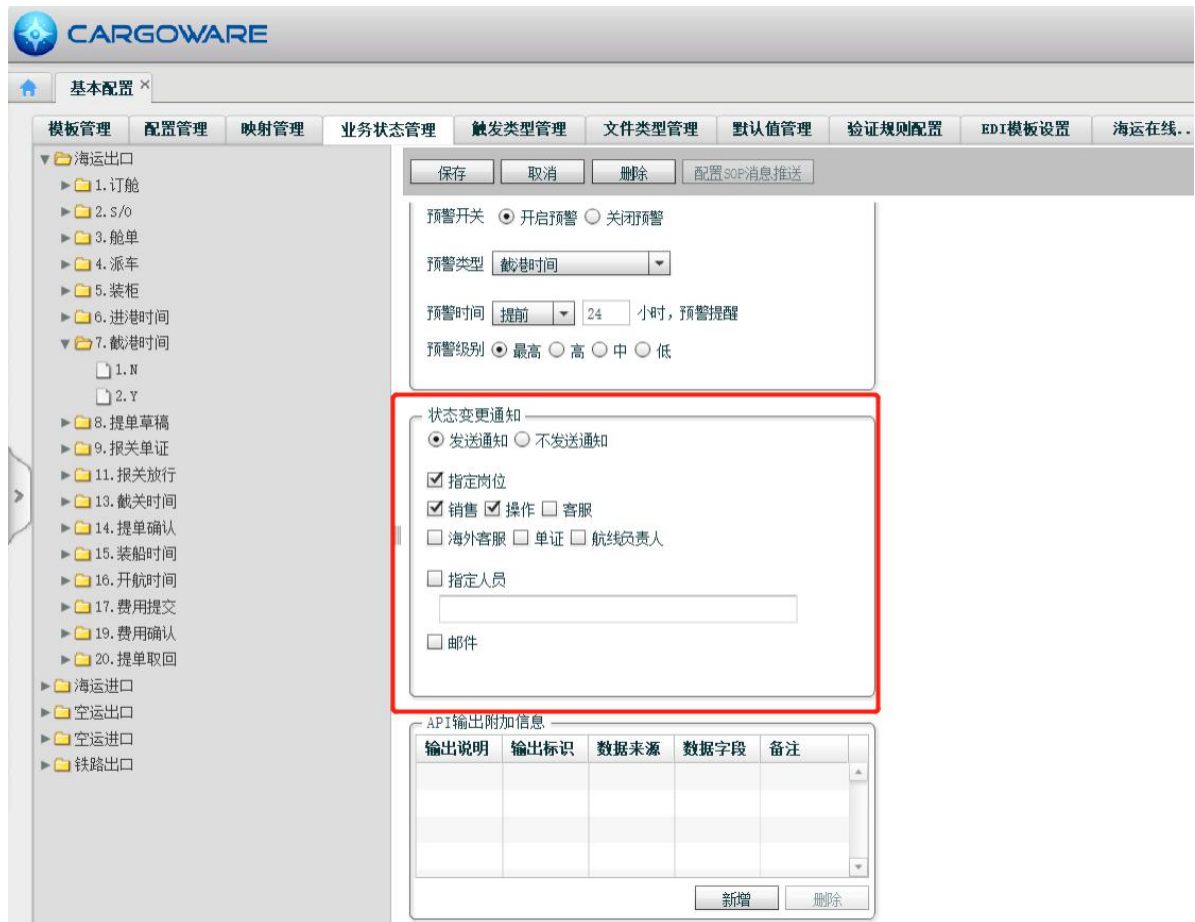 CARGOWARE
基本配置
模板管理 配置管理 映射管理 业务状态管理 触发类型管理 文件类型管理 默认值管理 验证规则配置 EDI模板设置 海运在线..
海运出口
1.订舱
2.S/O
3.舱单
4.派车
5.装柜
6.进港时间
7.截港时间
1.N
2.Y
8.提单草稿
9.报关单证
11.报关放行
13.截关时间
14.提单确认
15.装船时间
16.开航时间
17.费用提交
19.费用确认
20.提单取回
海运进口
空运出口
空运进口
铁路出口
保存 取消 删除 配置SOP消息推送
预警开关 开启预警 关闭预警
预警类型 截港时间
预警时间 提前 24 小时，预警提醒
预警级别 最高 高 中 低
状态变更通知
发送通知 不发送通知
指定岗位
销售 操作 客服
海外客服 单证 航线负责人
指定人员
邮件
API输出附加信息
输出说明 输出标识 数据来源 数据字段 备注
新增 删除